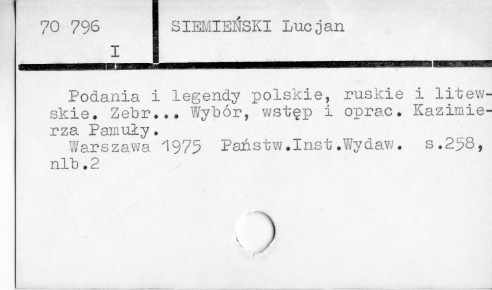 70 796
I
SIEMIEŃSKI Lucjan
Podania i legendy polskie, ruskie i litew-
skie. Zebr... Wybór, wstęp i oprac. Kazimie-
rza Pamuły.
Warszawa 1975 Państw.Inst.Wydaw. s.258,
nlb.2